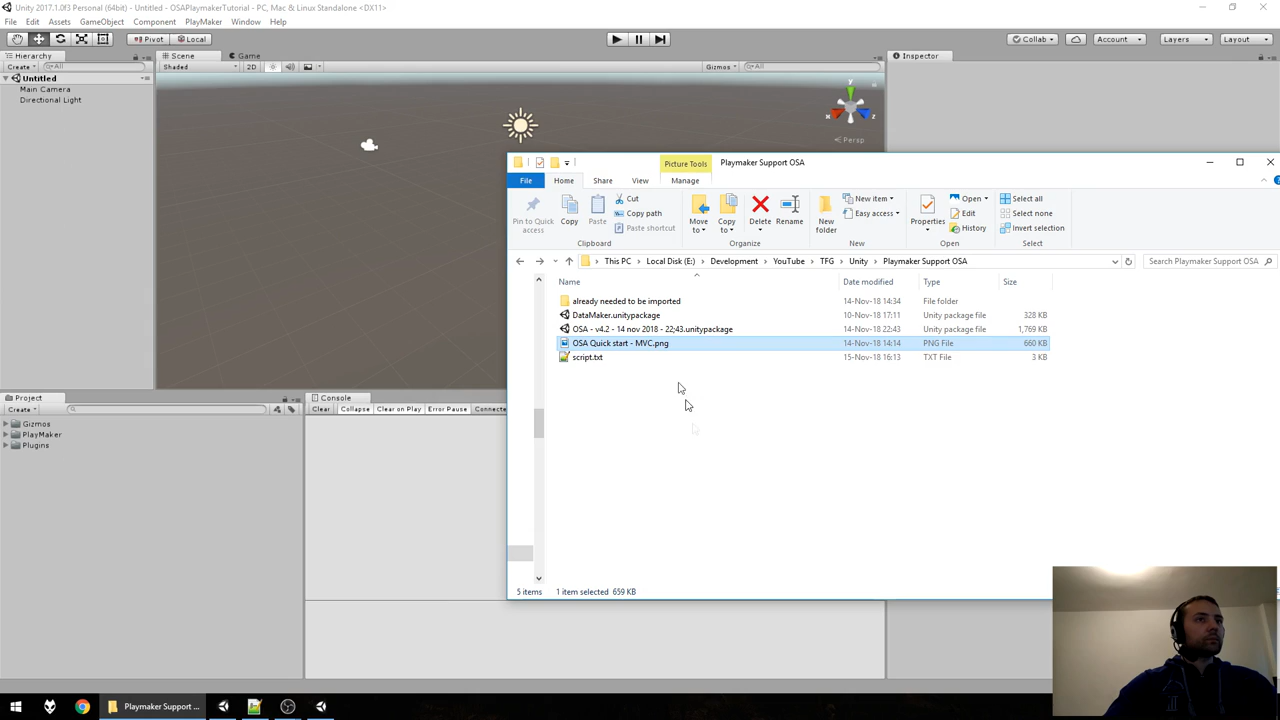 Unity 2017.1.0f3 Personal (64bit) - Untitled - OSAPlaymakerTutorial - PC, Mac & Linux Standalone <DX11>
File Edit Assets GameObject Component PlayMaker Window Help
Pivot Local Collab Account Layers Layout
Hierarchy Scene Game Inspector
Create All Shaded 2D Gizmos All
Untitled
Main Camera
Directional Light
y
x z
Persp
Picture Tools Playmaker Support OSA
File Home Share View Manage
Pin to Quick access Copy Paste Cut Copy path Paste shortcut Move to Copy to Delete Rename New folder New item Easy access Properties Open Edit History Select all Select none Invert selection
Clipboard Organize New Open Select
This PC Local Disk (E:) Development YouTube TFG Unity Playmaker Support OSA Search Playmaker Support OSA
Name Date modified Type Size
already needed to be imported 14-Nov-18 14:34 File folder
DataMaker.unitypackage 10-Nov-18 17:11 Unity package file 328 KB
OSA - v4.2 - 14 nov 2018 - 22;43.unitypackage 14-Nov-18 22:43 Unity package file 1,769 KB
OSA Quick start - MVC.png 14-Nov-18 14:14 PNG File 660 KB
script.txt 15-Nov-18 16:13 TXT File 3 KB
5 items 1 item selected 659 KB
Project Console
Create Clear Collapse Clear on Play Error Pause Connecte
Gizmos
PlayMaker
Plugins
Playmaker Support ...